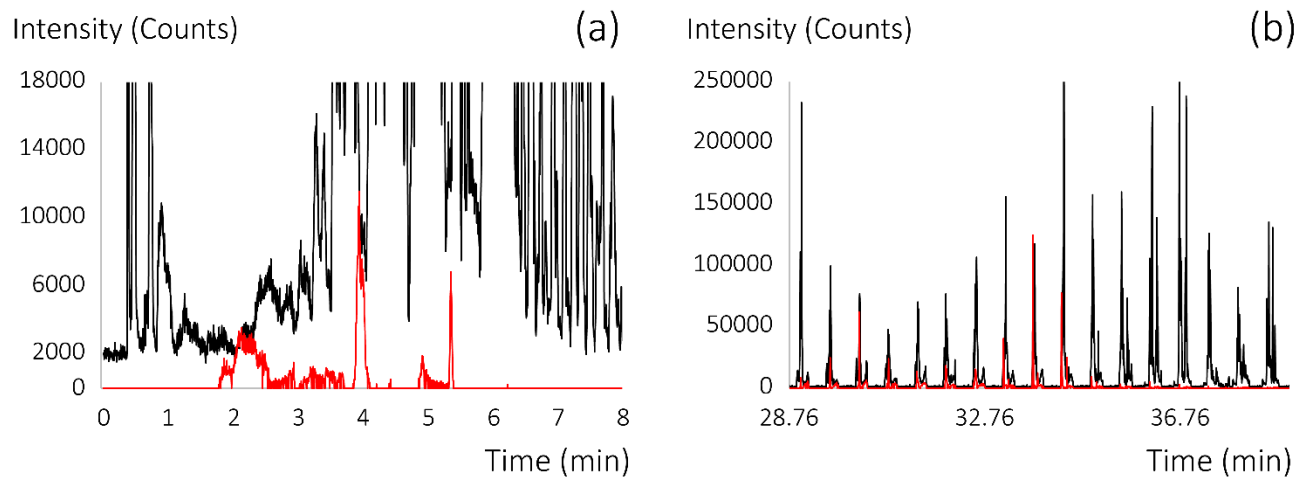 Intensity (Counts)
(a)
18000
14000
10000
6000
2000
0
0 1 2 3 4 5 6 7 8
Time (min)
Intensity (Counts)
(b)
250000
200000
150000
100000
50000
0
28.76 32.76 36.76
Time (min)